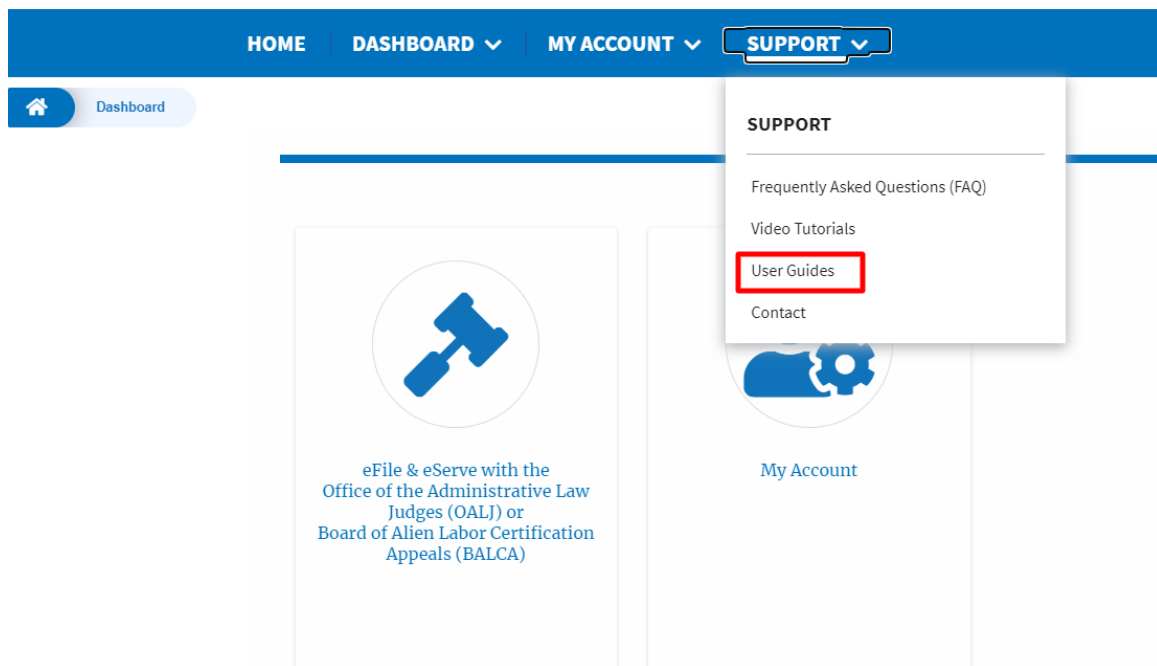 HOME DASHBOARD MY ACCOUNT SUPPORT
Dashboard
SUPPORT
Frequently Asked Questions (FAQ)
Video Tutorials
User Guides
Contact
eFile & eServe with the
Office of the Administrative Law
Judges (OALJ) or
Board of Alien Labor Certification
Appeals (BALCA)
My Account